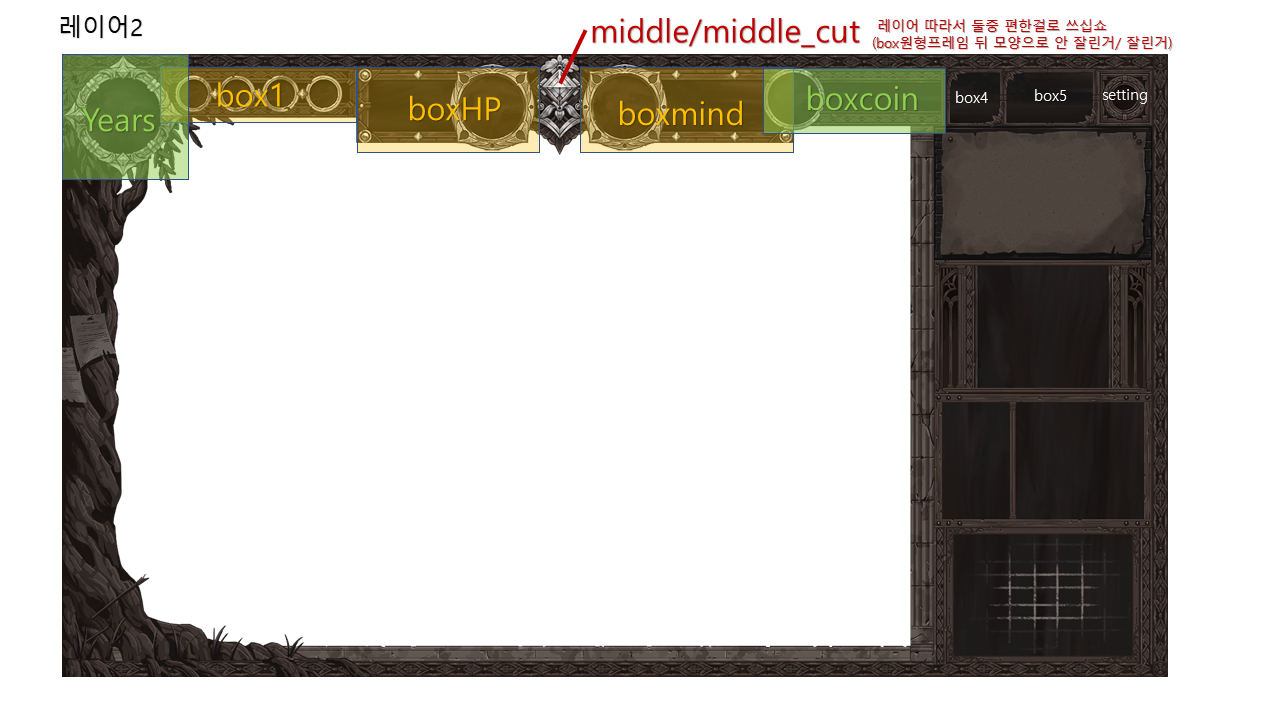 레이어2
middle/middle_cut
레이어 따라서 둘중 편한걸로 쓰십쇼
(box원형프레임 뒤 모양으로 안 잘린거/ 잘린거)
Years
box1
boxHP
boxmind
boxcoin
box4
box5
setting